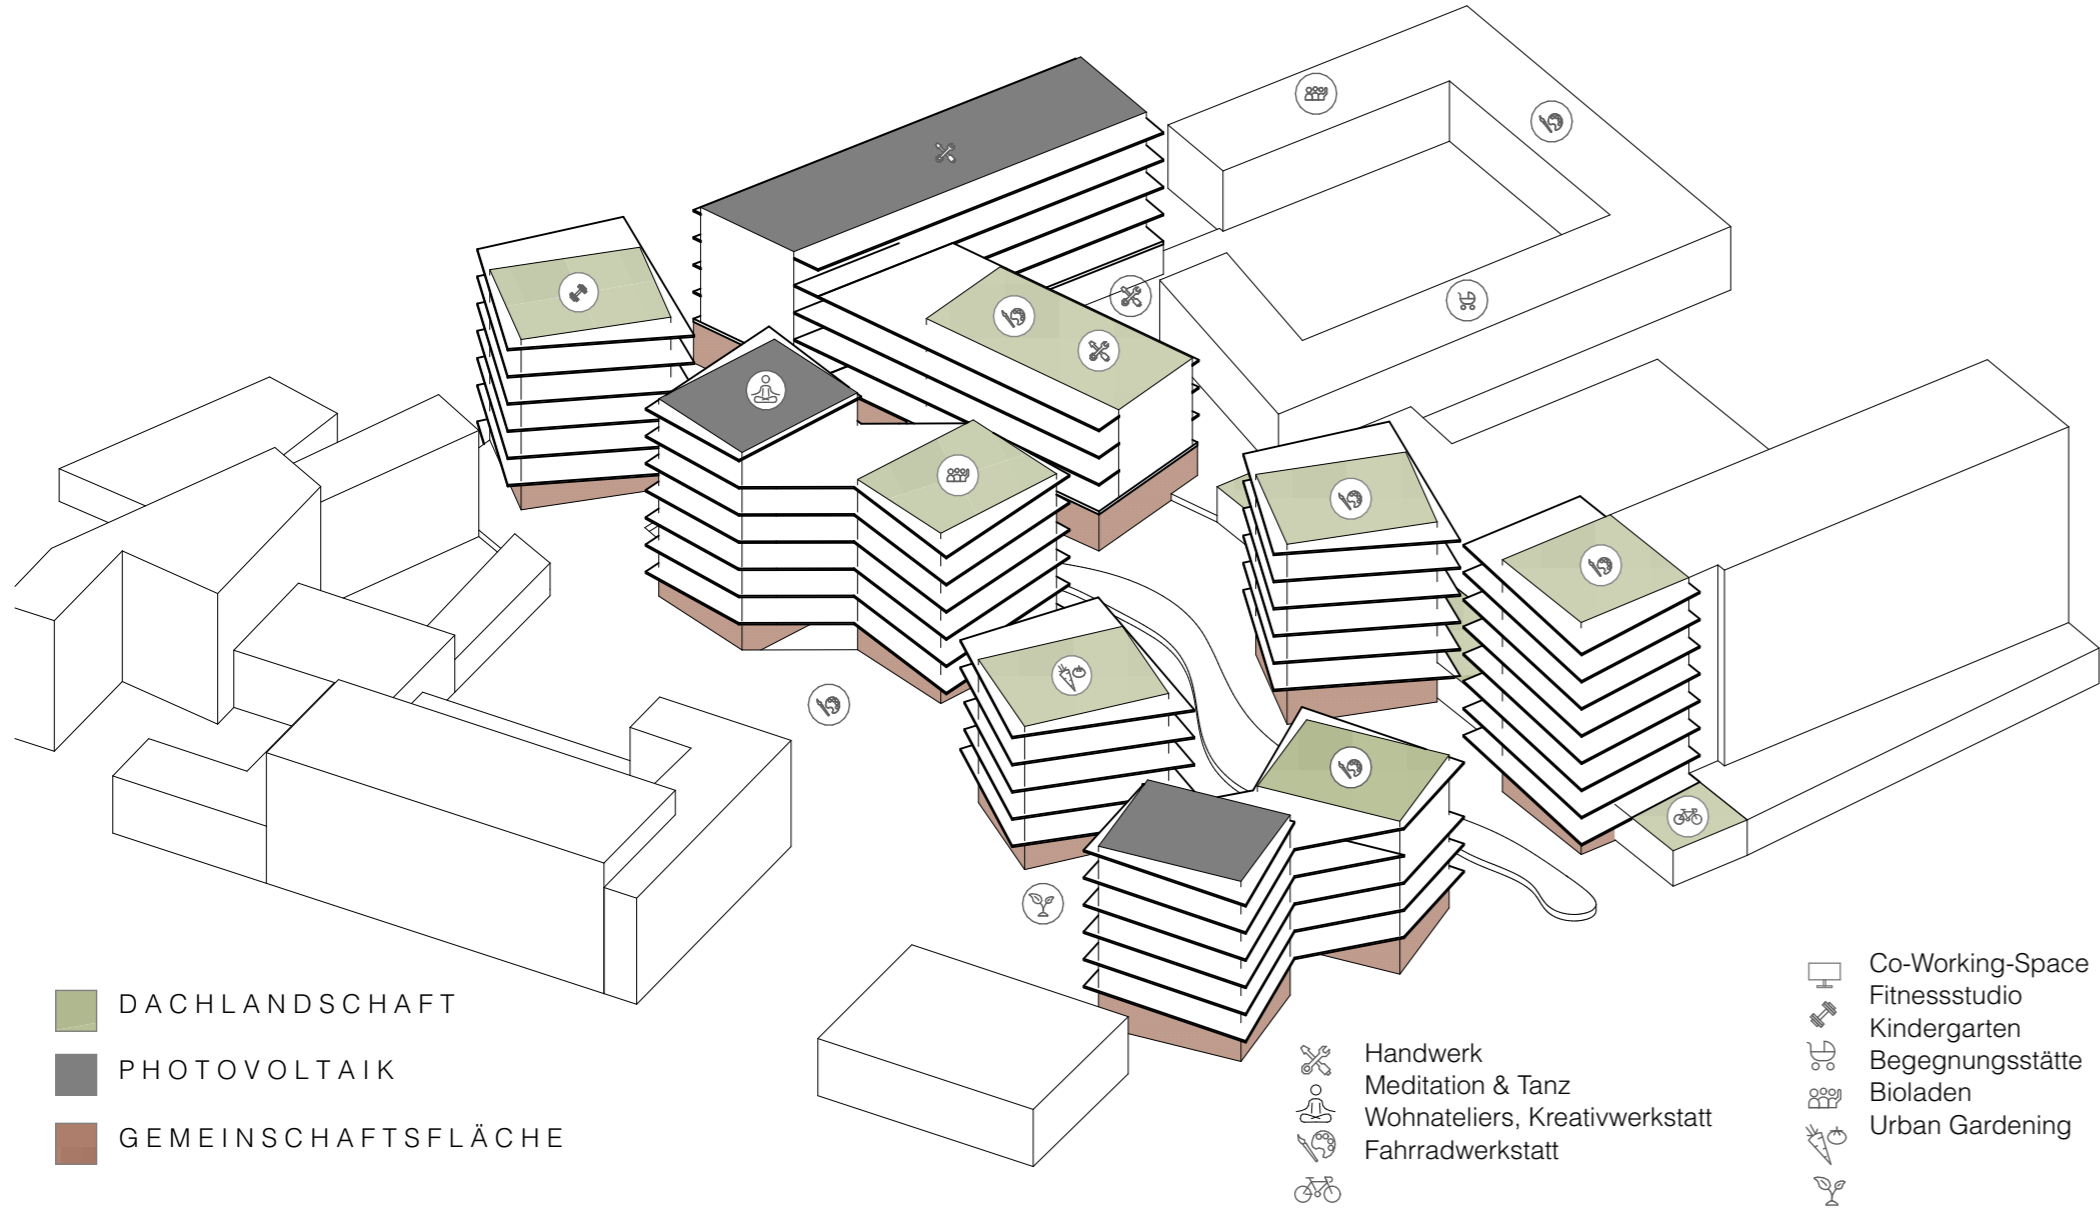 DACHLANDSCHAFT
PHOTOVOLTAIK
GEMEINSCHAFTSFLÄCHE
Handwerk
Meditation & Tanz
Wohnateliers, Kreativwerkstatt
Fahrradwerkstatt
Co-Working-Space
Fitnessstudio
Kindergarten
Begegnungsstätte
Bioladen
Urban Gardening